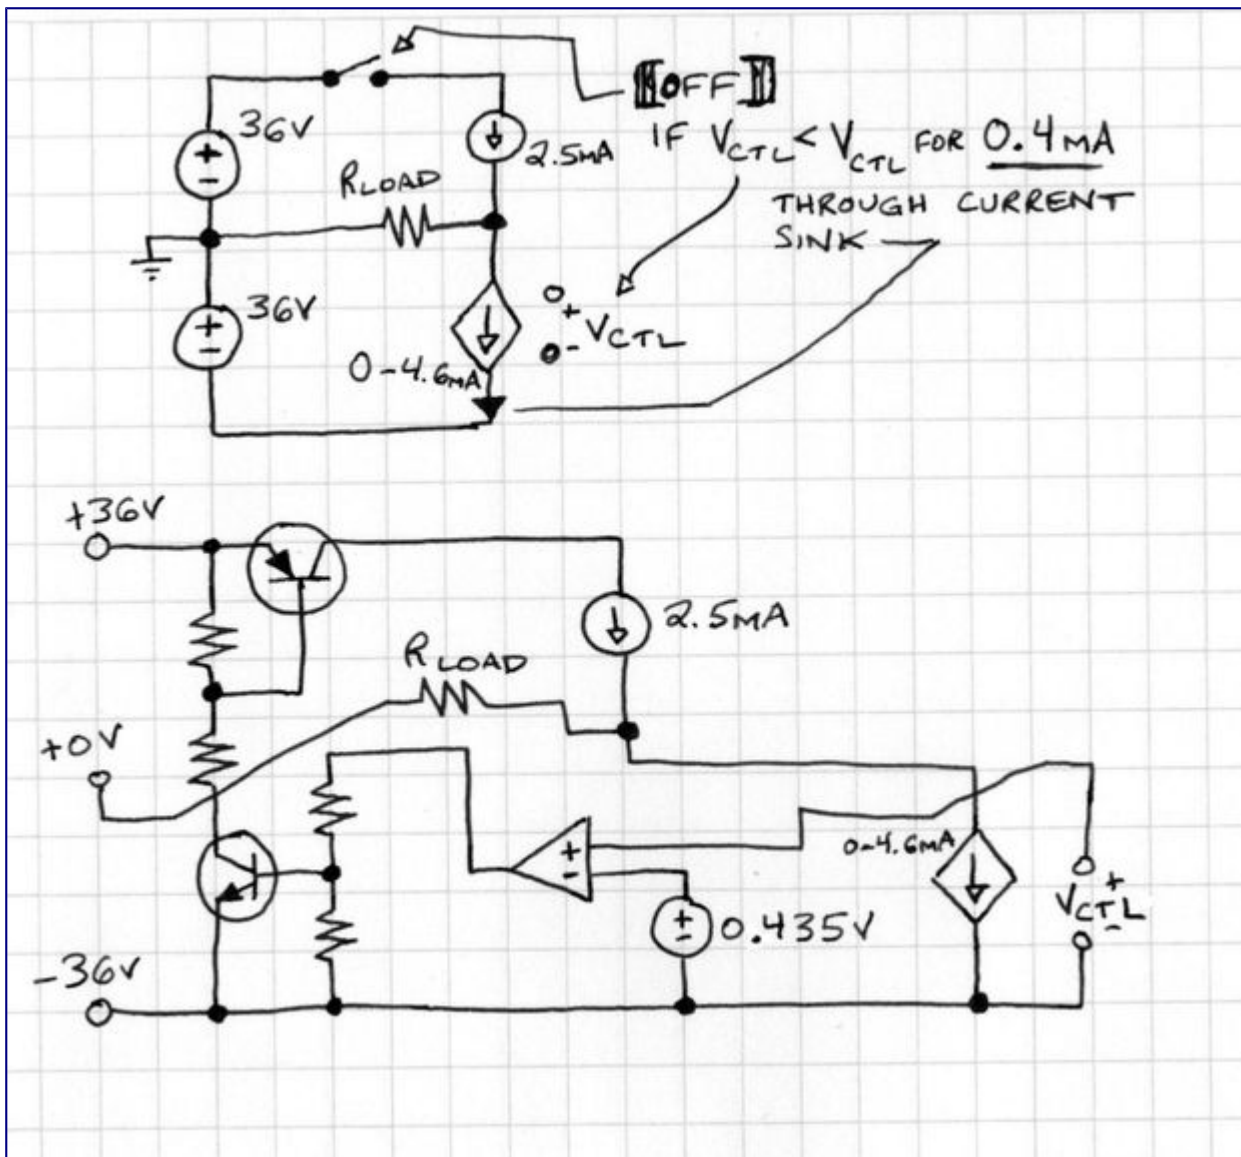 36V
[OFF]
2.5mA
IF VCTL < VCTL FOR 0.4mA
RLOAD
THROUGH CURRENT
SINK
36V
+
VCTL
-
0-4.6mA
+36V
2.5mA
RLOAD
+0V
0-4.6mA
+
-
+
VCTL
-
0.435V
-36V